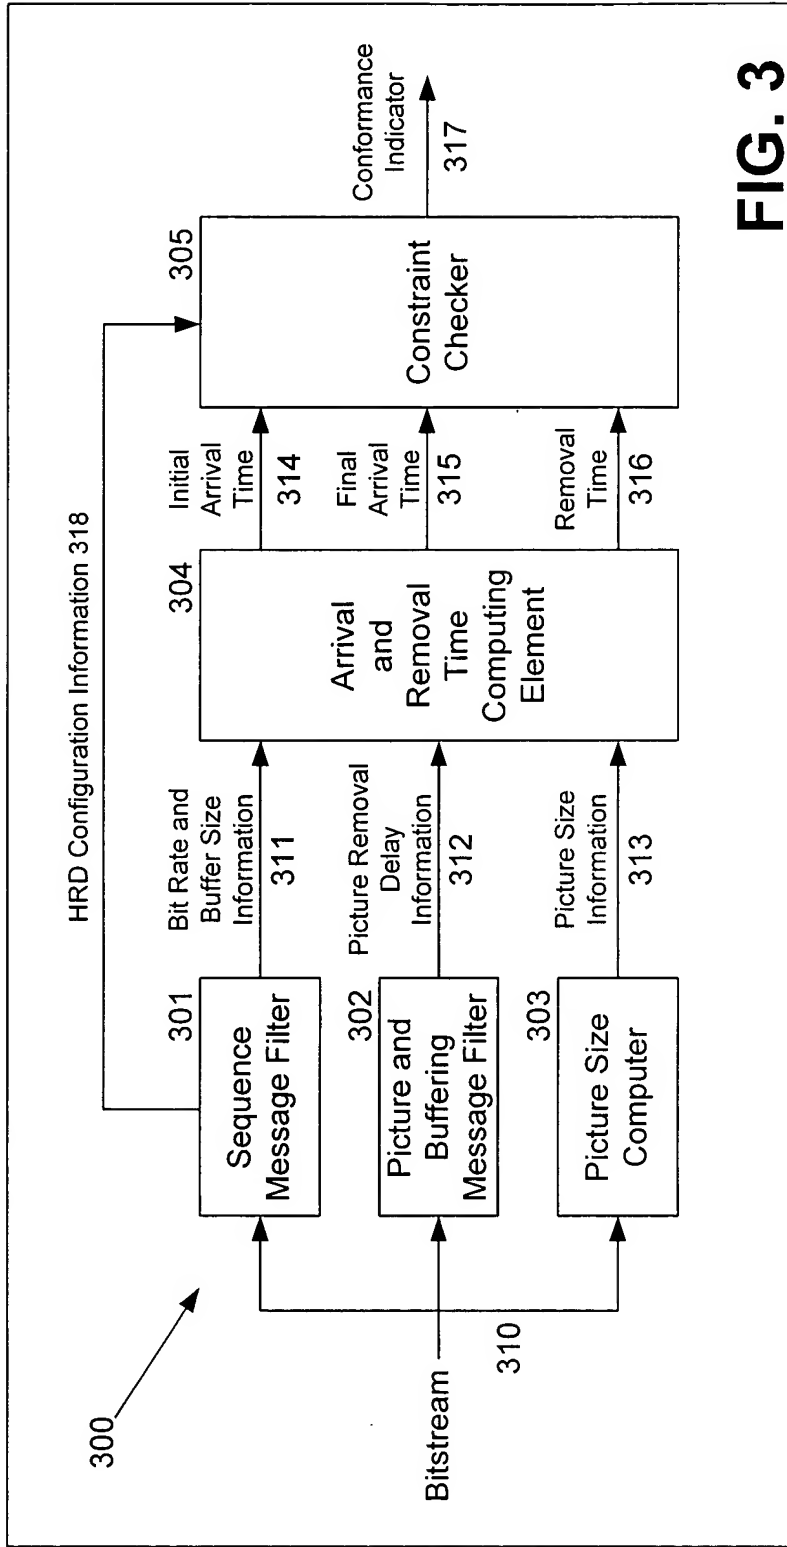 300
HRD Configuration Information 318
Bitstream
310
301
Sequence
Message Filter
302
Picture and
Buffering
Message Filter
303
Picture Size
Computer
Bit Rate and
Buffer Size
Information
311
Picture Removal
Delay
Information
312
Picture Size
Information
313
304
Arrival
and
Removal
Time
Computing
Element
Initial
Arrival
Time
314
Final
Arrival
Time
315
Removal
Time
316
305
Constraint
Checker
Conformance
Indicator
317
FIG. 3